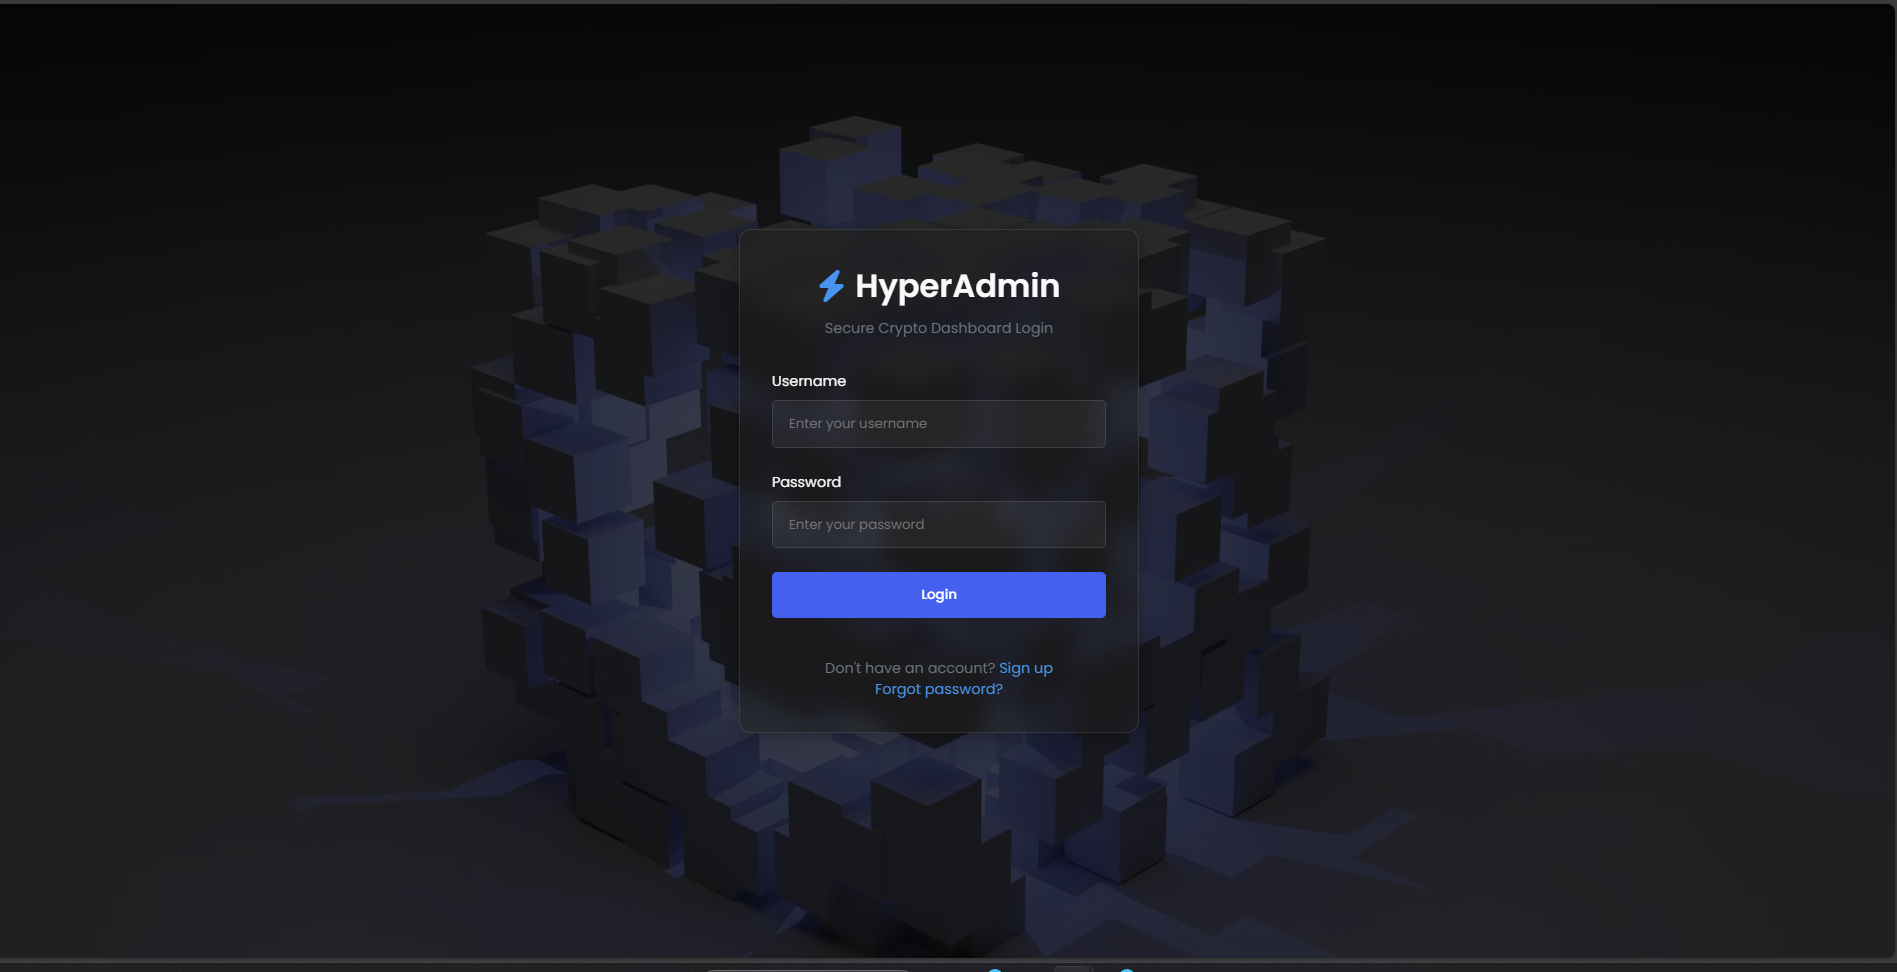 HyperAdmin
Secure Crypto Dashboard Login
Username
Enter your username
Password
Enter your password
Login
Don't have an account? Sign up
Forgot password?